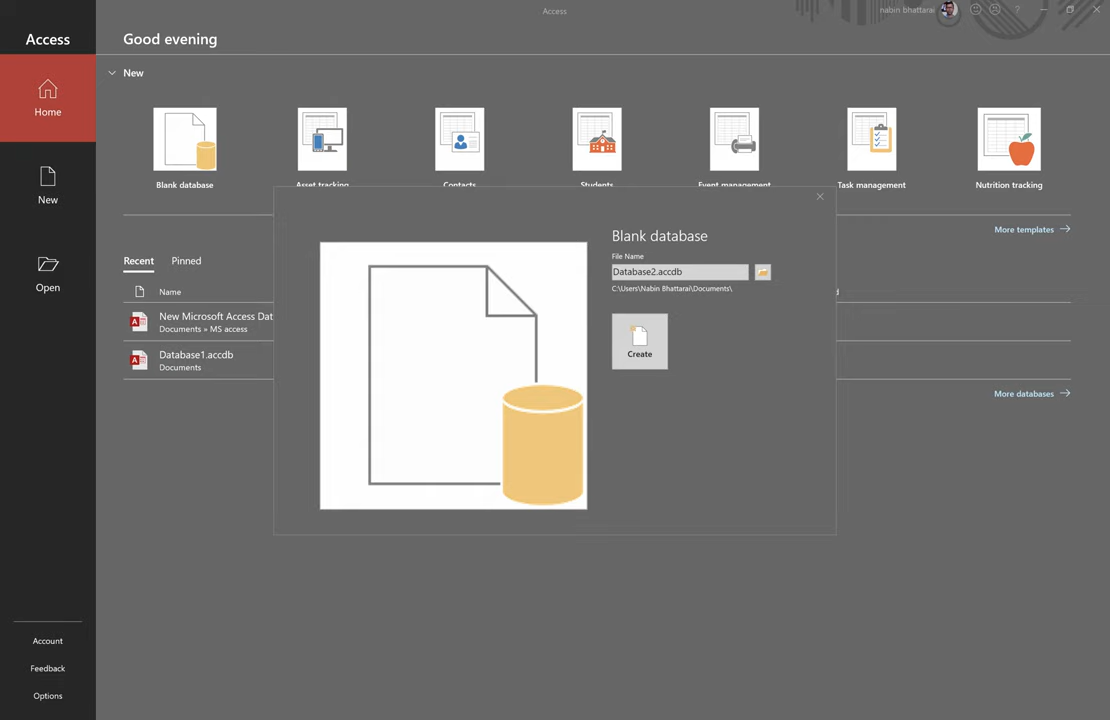 Access
nabin bhattarai
?
Access
Good evening
New
Home
New
Open
Blank database
Asset tracking
Contacts
Students
Event management
Task management
Nutrition tracking
More templates
Recent
Pinned
Name
New Microsoft Access Dat
Documents » MS access
Database1.accdb
Documents
More databases
Blank database
File Name
Database2.accdb
C:\Users\Nabin Bhattarai\Documents\
Create
Account
Feedback
Options